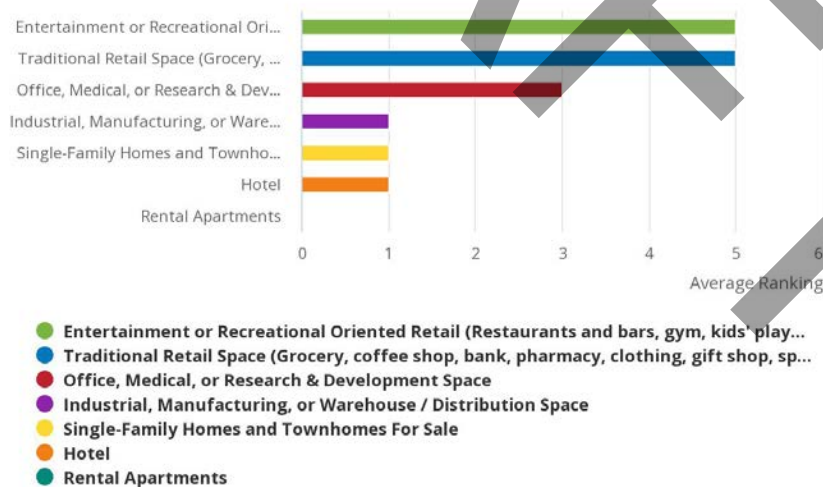 Entertainment or Recreational Ori...
Traditional Retail Space (Grocery, ...
Office, Medical, or Research & Dev...
Industrial, Manufacturing, or Ware...
Single-Family Homes and Townho...
Hotel
Rental Apartments
0 1 2 3 4 5 6
Average Ranking
Entertainment or Recreational Oriented Retail (Restaurants and bars, gym, kids' play...
Traditional Retail Space (Grocery, coffee shop, bank, pharmacy, clothing, gift shop, sp...
Office, Medical, or Research & Development Space
Industrial, Manufacturing, or Warehouse / Distribution Space
Single-Family Homes and Townhomes For Sale
Hotel
Rental Apartments